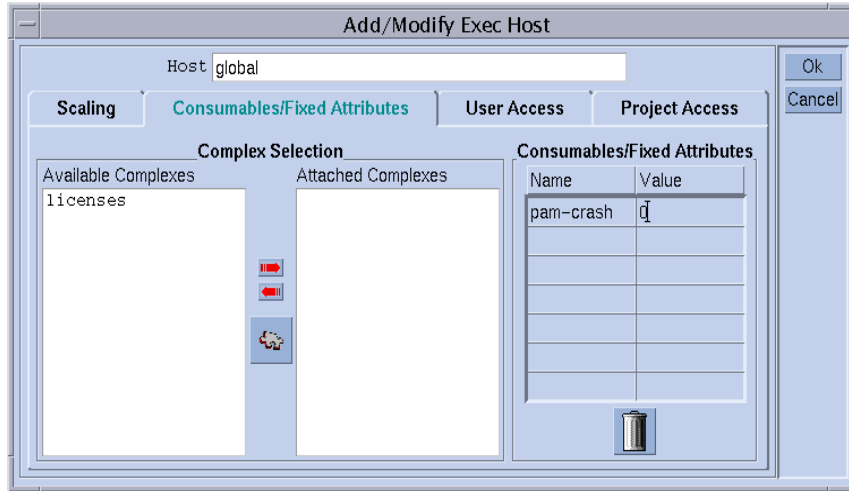 Add/Modify Exec Host
Host global
Ok
Cancel
Scaling
Consumables/Fixed Attributes
User Access
Project Access
Complex Selection
Available Complexes
Attached Complexes
licenses
Consumables/Fixed Attributes
Name Value
pam-crash 0